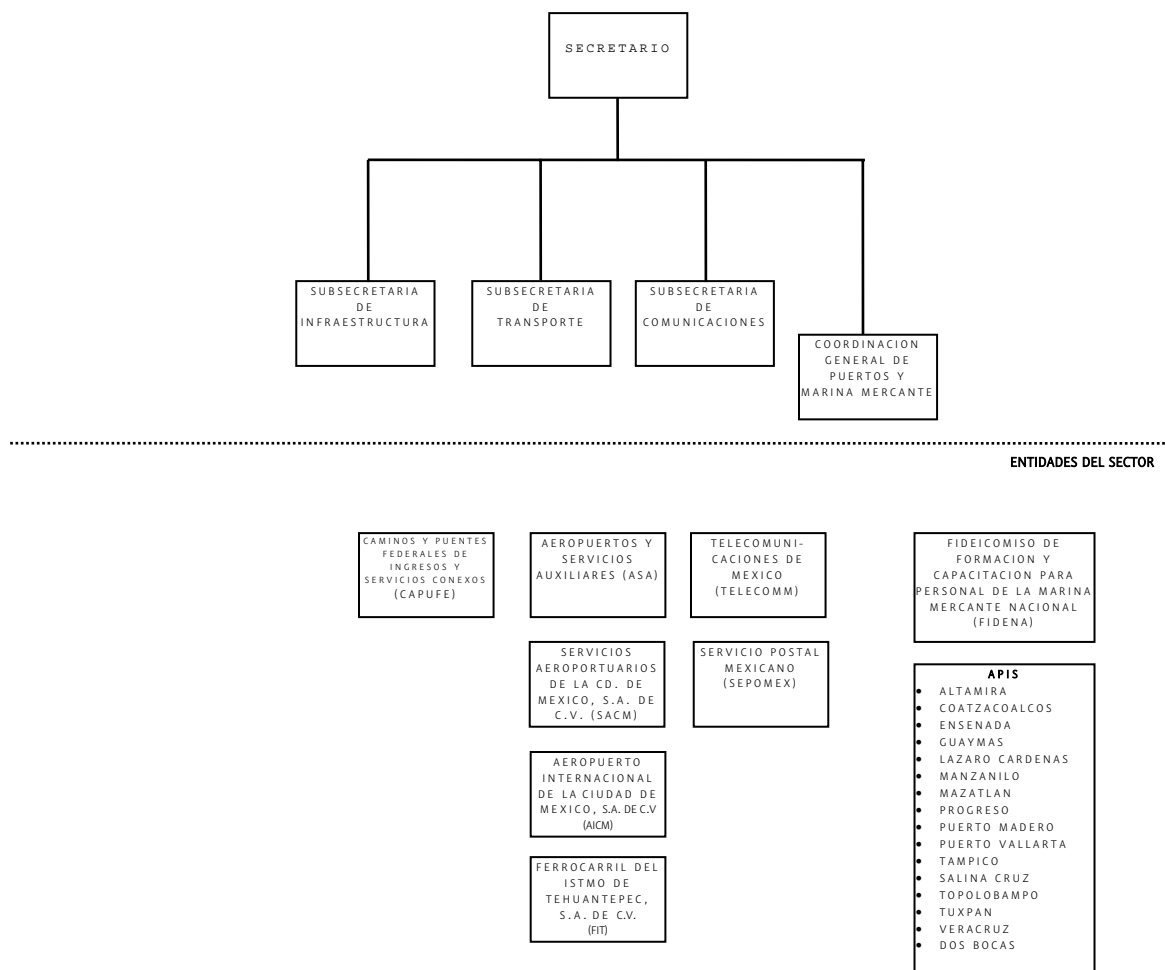 SECRETARIO
SUBSECRETARIA
DE
INFRAESTRUCTURA
SUBSECRETARIA
DE
TRANSPORTE
SUBSECRETARIA
DE
COMUNICACIONES
COORDINACION
GENERAL DE
PUERTOS Y
MARINA MERCANTE
ENTIDADES DEL SECTOR
CAMINOS Y PUENTES
FEDERALES DE
INGRESOS Y
SERVICIOS CONEXOS
(CAPUFE)
AEROPUERTOS Y
SERVICIOS
AUXILIARES (ASA)
SERVICIOS
AEROPORTUARIOS
DE LA CD. DE
MEXICO, S.A. DE
C.V. (SACM)
AEROPUERTO
INTERNACIONAL
DE LA CIUDAD DE
MEXICO, S.A. DE C.V
(AICM)
FERROCARRIL DEL
ISTMO DE
TEHUANTEPEC,
S.A. DE C.V.
(FIT)
TELECOMUNI-
CACIONES DE
MEXICO
(TELECOMM)
SERVICIO POSTAL
MEXICANO
(SEPOMEX)
FIDEICOMISO DE
FORMACION Y
CAPACITACION PARA
PERSONAL DE LA MARINA
MERCANTE NACIONAL
(FIDENA)
APIS
• ALTAMIRA
• COATZACOALCOS
• ENSENADA
• GUAYMAS
• LAZARO CARDENAS
• MANZANILO
• MAZATLAN
• PROGRESO
• PUERTO MADERO
• PUERTO VALLARTA
• TAMPICO
• SALINA CRUZ
• TOPOLOBAMPO
• TUXPAN
• VERACRUZ
• DOS BOCAS